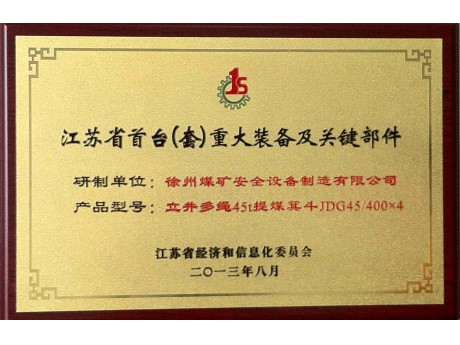 江苏省首台(套)重大装备及关键部件
研制单位：徐州煤矿安全设备制造有限公司
产品型号：立井多绳45t提煤箕斗JDG45/400×4
江苏省经济和信息化委员会
二〇一三年八月